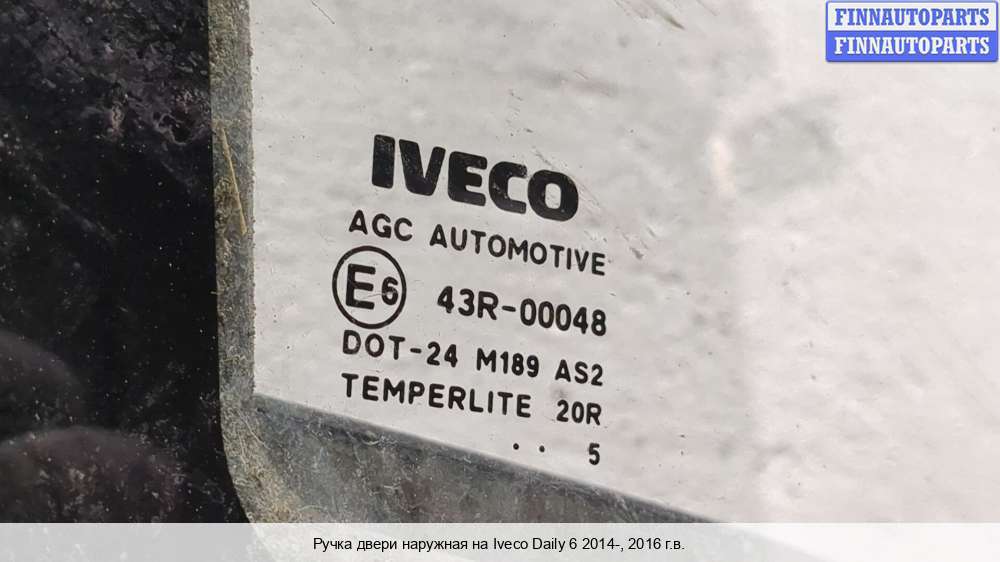 FINNAUTOPARTS
FINNAUTOPARTS
IVECO
AGC AUTOMOTIVE
E6 43R-00048
DOT-24 M189 AS2
TEMPERLITE 20R
. . 5
Ручка двери наружная на Iveco Daily 6 2014-, 2016 г.в.